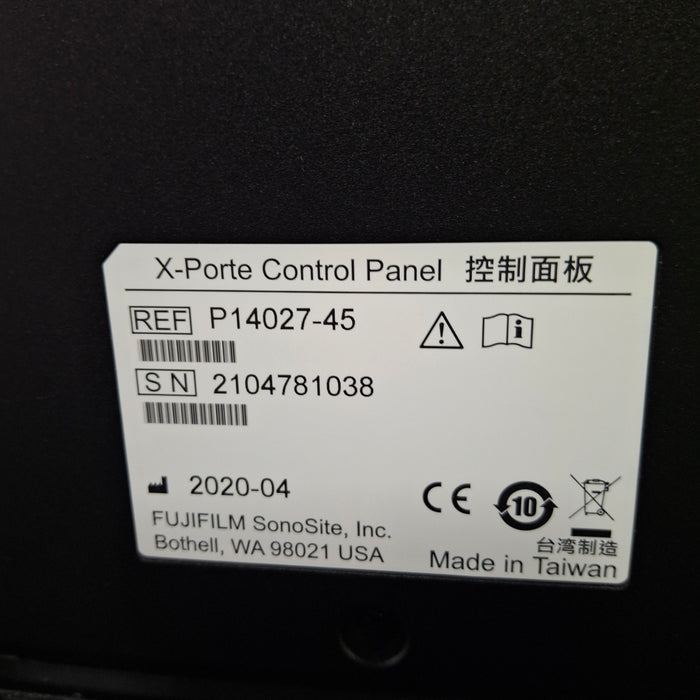 X-Porte Control Panel 控制面板
REF P14027-45
SN 2104781038
2020-04
FUJIFILM SonoSite, Inc.
Bothell, WA 98021 USA
CE 10
台湾制造
Made in Taiwan